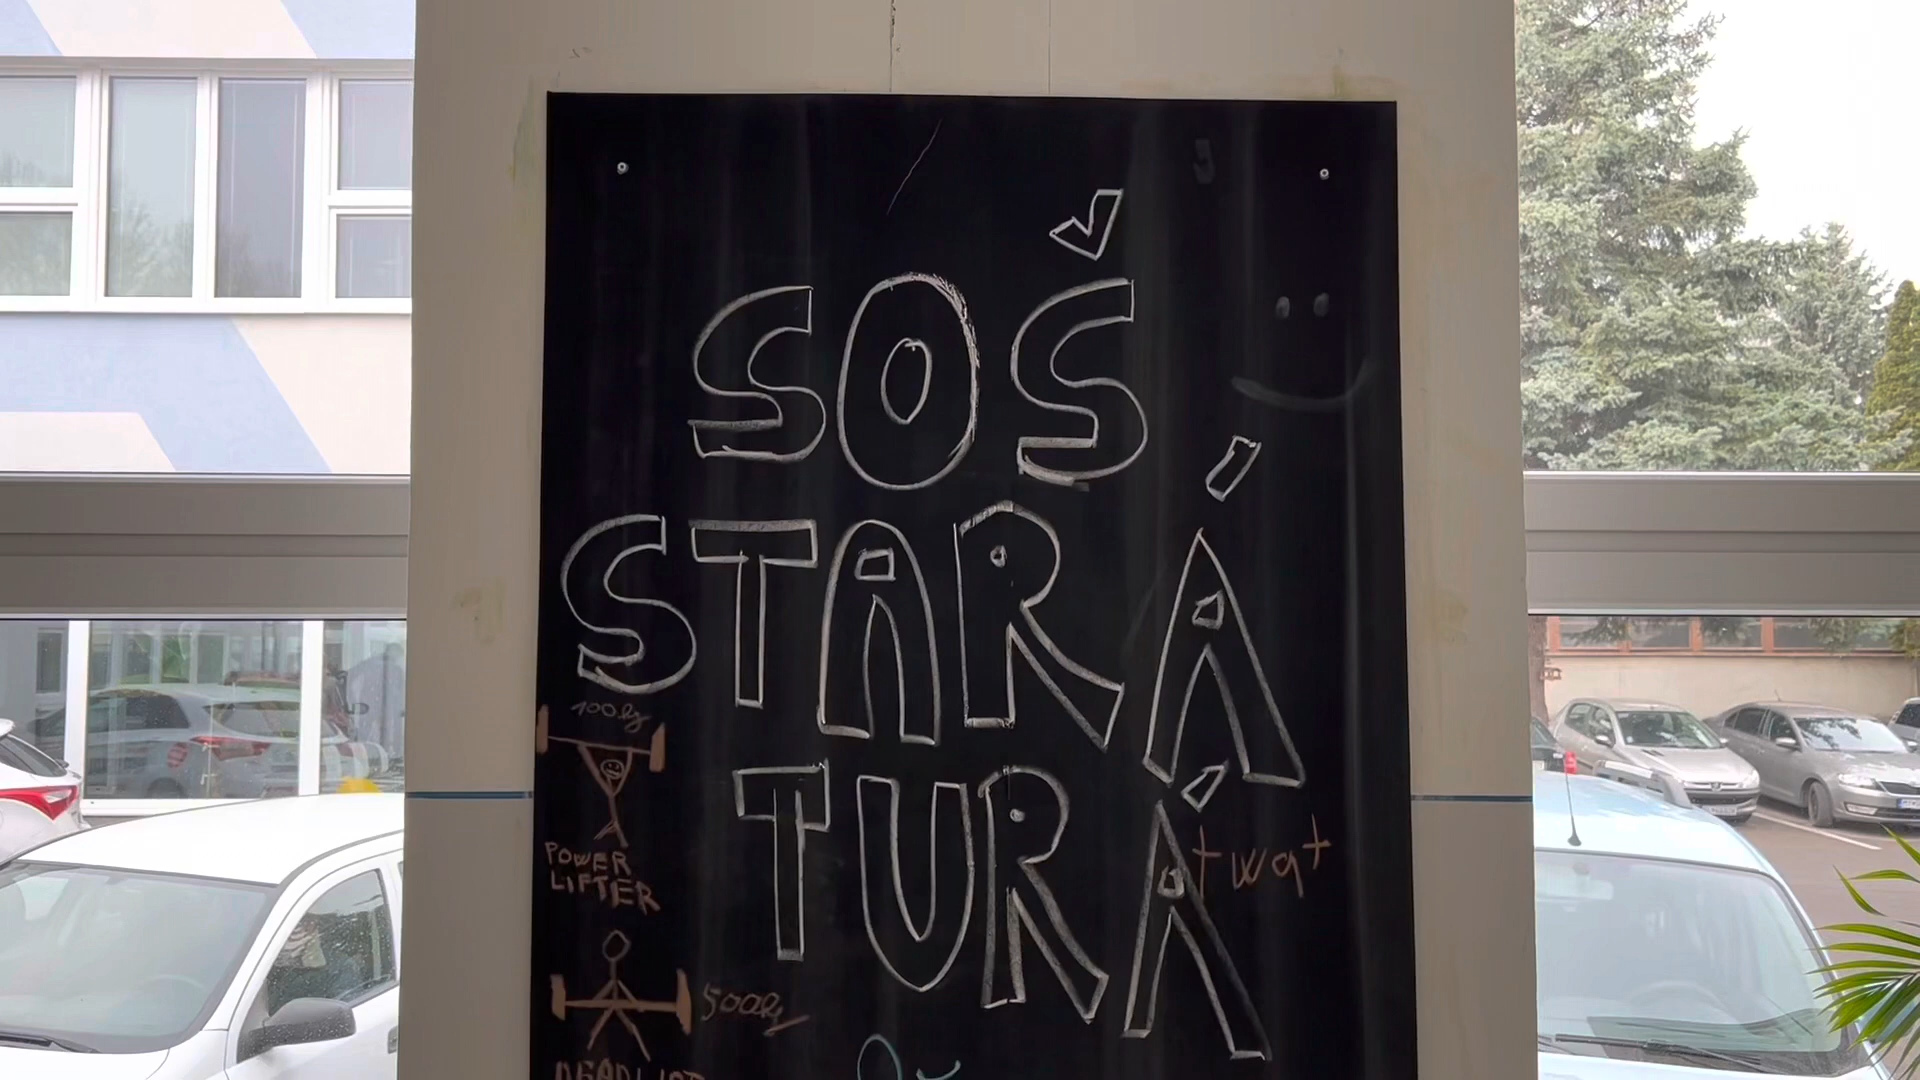 SOŠ
STARÁ
TURÁ
100kg
POWER
LIFTER
twat
500kg